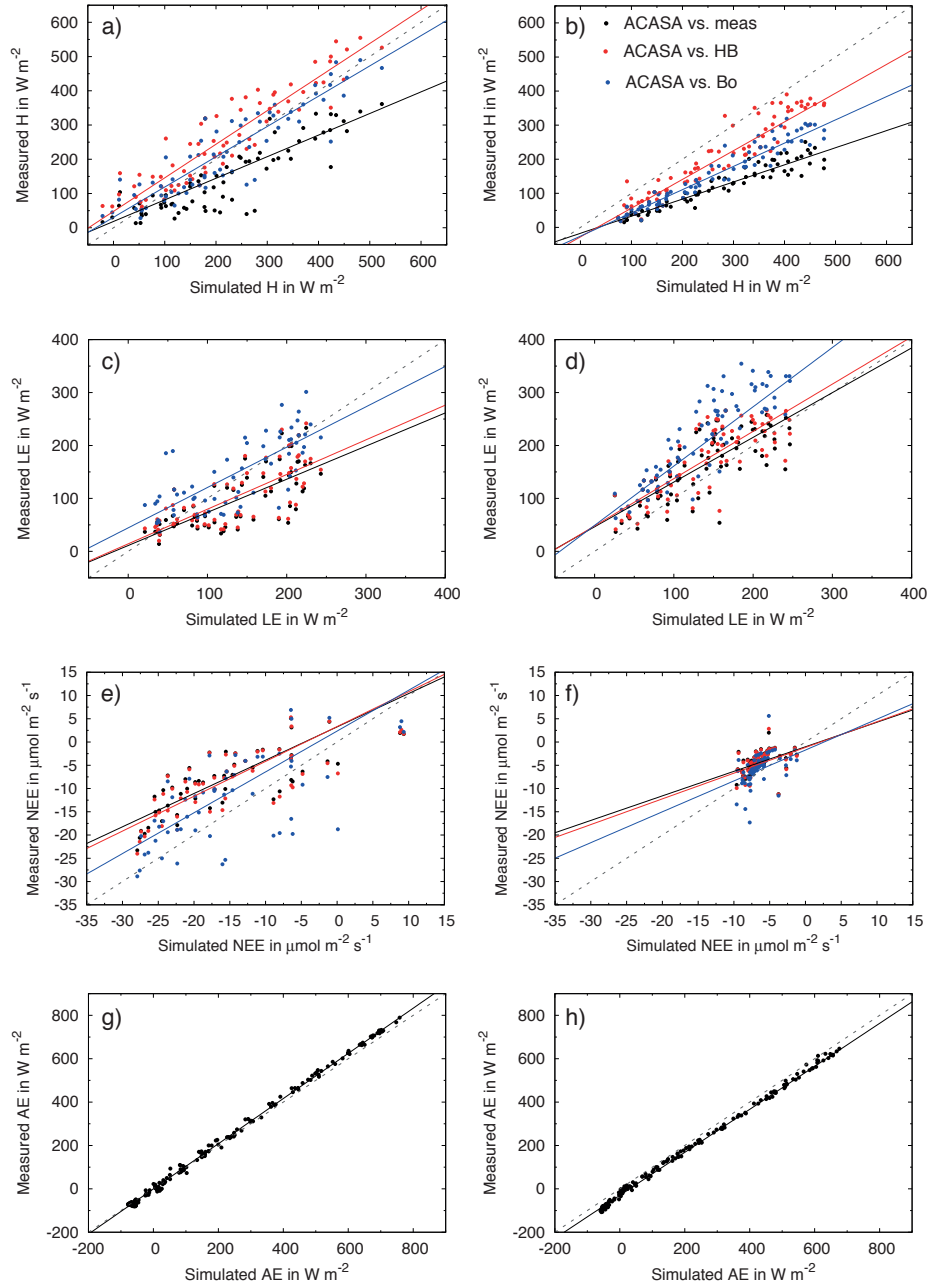 a)
600
500
400
300
200
100
0
Measured H in W m⁻²
0 100 200 300 400 500 600
Simulated H in W m⁻²
b)
ACASA vs. meas
ACASA vs. HB
ACASA vs. Bo
600
500
400
300
200
100
0
Measured H in W m⁻²
0 100 200 300 400 500 600
Simulated H in W m⁻²
c)
400
300
200
100
0
Measured LE in W m⁻²
0 100 200 300 400
Simulated LE in W m⁻²
d)
400
300
200
100
0
Measured LE in W m⁻²
0 100 200 300 400
Simulated LE in W m⁻²
e)
15
10
5
0
-5
-10
-15
-20
-25
-30
-35
Measured NEE in μmol m⁻² s⁻¹
-35 -30 -25 -20 -15 -10 -5 0 5 10 15
Simulated NEE in μmol m⁻² s⁻¹
f)
15
10
5
0
-5
-10
-15
-20
-25
-30
-35
Measured NEE in μmol m⁻² s⁻¹
-35 -30 -25 -20 -15 -10 -5 0 5 10 15
Simulated NEE in μmol m⁻² s⁻¹
g)
800
600
400
200
0
-200
Measured AE in W m⁻²
-200 0 200 400 600 800
Simulated AE in W m⁻²
h)
800
600
400
200
0
-200
Measured AE in W m⁻²
-200 0 200 400 600 800
Simulated AE in W m⁻²